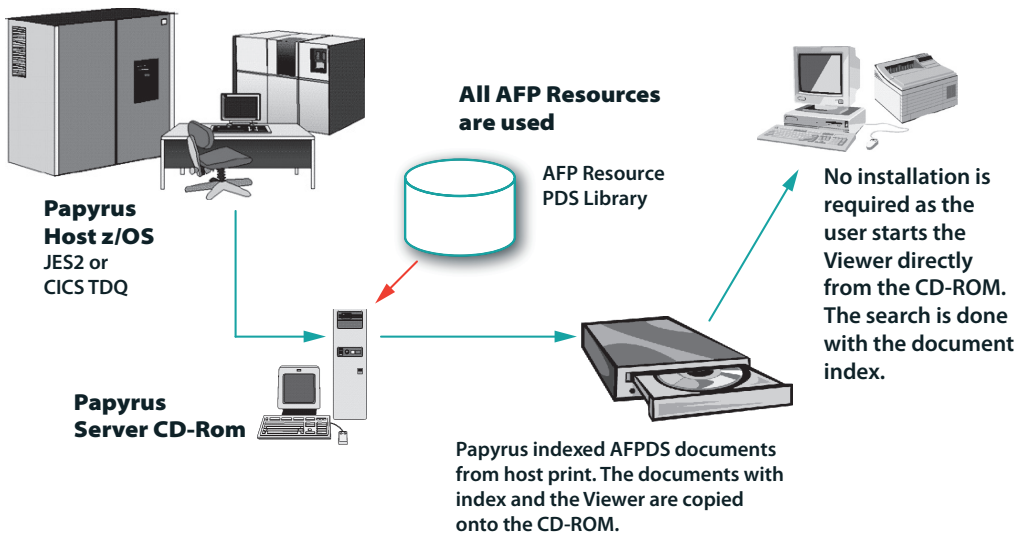 All AFP Resources
are used
AFP Resource
PDS Library
Papyrus
Host z/OS
JES2 or
CICS TDQ
No installation is
required as the
user starts the
Viewer directly
from the CD-ROM.
The search is done
with the document
index.
Papyrus
Server CD-Rom
Papyrus indexed AFPDS documents
from host print. The documents with
index and the Viewer are copied
onto the CD-ROM.